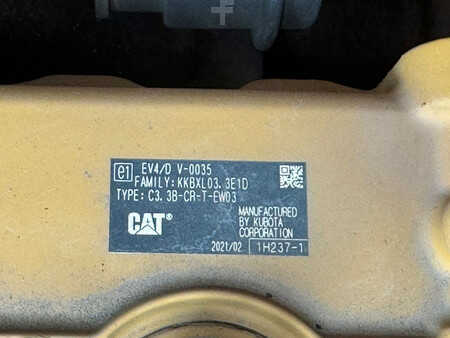 e1 EV4/D V-0035
FAMILY:KKBXL03.3E1D
TYPE: C3.3B-CR-T-EW03
CAT®
MANUFACTURED
BY KUBOTA
CORPORATION
2021/02 1H237-1